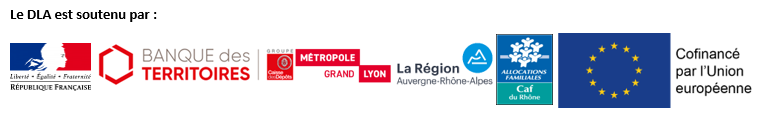 Le DLA est soutenu par :
Liberté • Égalité • Fraternité
RÉPUBLIQUE FRANÇAISE
BANQUE des
TERRITOIRES
GROUPE
Caisse
des Dépôts
MÉTROPOLE
GRAND LYON
La Région
Auvergne-Rhône-Alpes
ALLOCATIONS
FAMILIALES
Caf
du Rhône
Cofinancé
par l'Union
européenne